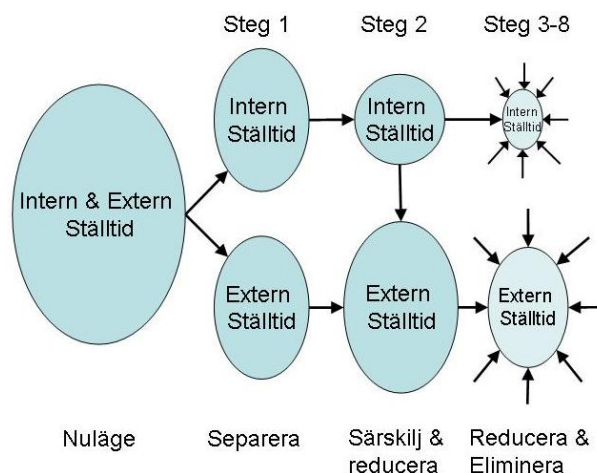 Steg 1
Steg 2
Steg 3-8
Intern & Extern
Ställtid
Intern
Ställtid
Intern
Ställtid
Intern
Ställtid
Extern
Ställtid
Extern
Ställtid
Extern
Ställtid
Nuläge
Separera
Särskilj &
reducera
Reducera &
Eliminera